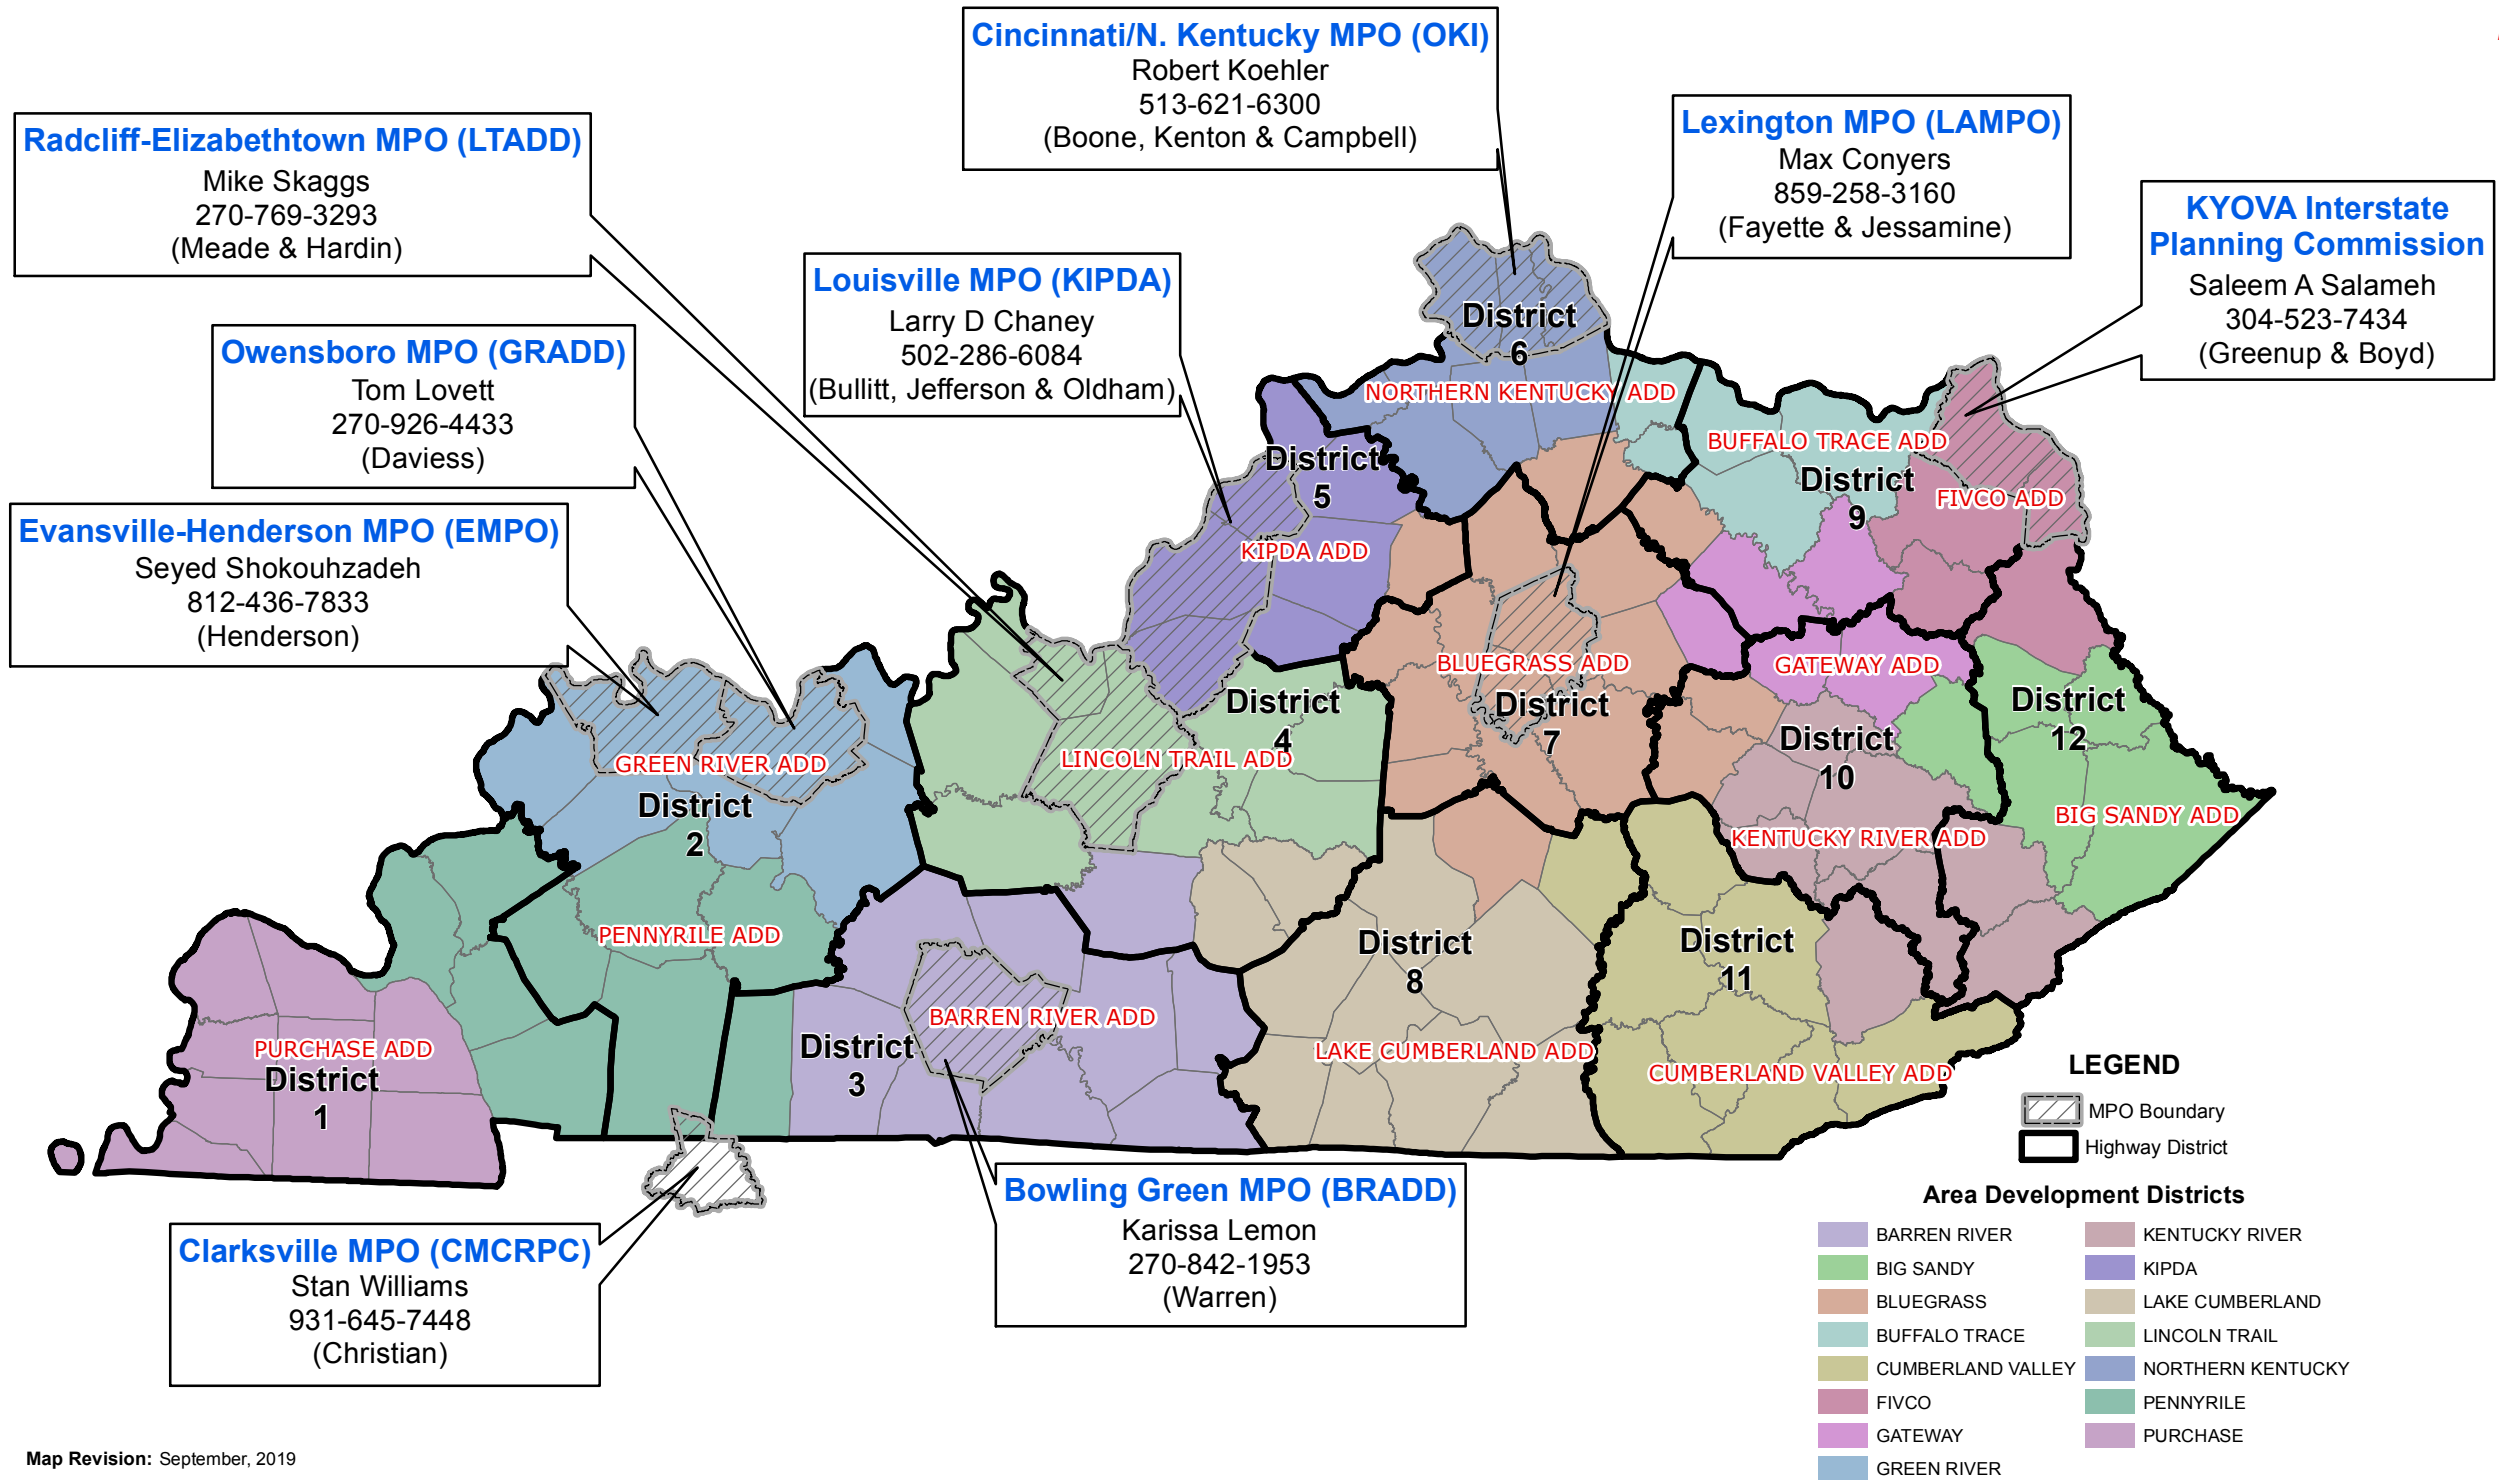 Cincinnati/N. Kentucky MPO (OKI)
Robert Koehler
513-621-6300
(Boone, Kenton & Campbell)
Radcliff-Elizabethtown MPO (LTADD)
Mike Skaggs
270-769-3293
(Meade & Hardin)
Lexington MPO (LAMPO)
Max Conyers
859-258-3160
(Fayette & Jessamine)
KYOVA Interstate
Planning Commission
Saleem A Salameh
304-523-7434
(Greenup & Boyd)
Louisville MPO (KIPDA)
Larry D Chaney
502-286-6084
(Bullitt, Jefferson & Oldham)
Owensboro MPO (GRADD)
Tom Lovett
270-926-4433
(Daviess)
Evansville-Henderson MPO (EMPO)
Seyed Shokouhzadeh
812-436-7833
(Henderson)
District
6
NORTHERN KENTUCKY ADD
BUFFALO TRACE ADD
District
5
District
9
FIVCO ADD
KIPDA ADD
BLUEGRASS ADD
GATEWAY ADD
District
4
District
7
District
12
District
10
LINCOLN TRAIL ADD
GREEN RIVER ADD
District
2
BIG SANDY ADD
KENTUCKY RIVER ADD
PENNYRILE ADD
District
8
District
11
BARREN RIVER ADD
District
3
PURCHASE ADD
District
1
LAKE CUMBERLAND ADD
CUMBERLAND VALLEY ADD
Bowling Green MPO (BRADD)
Karissa Lemon
270-842-1953
(Warren)
Clarksville MPO (CMCRPC)
Stan Williams
931-645-7448
(Christian)
LEGEND
MPO Boundary
Highway District
Area Development Districts
BARREN RIVER
BIG SANDY
BLUEGRASS
BUFFALO TRACE
CUMBERLAND VALLEY
FIVCO
GATEWAY
GREEN RIVER
KENTUCKY RIVER
KIPDA
LAKE CUMBERLAND
LINCOLN TRAIL
NORTHERN KENTUCKY
PENNYRILE
PURCHASE
Map Revision: September, 2019